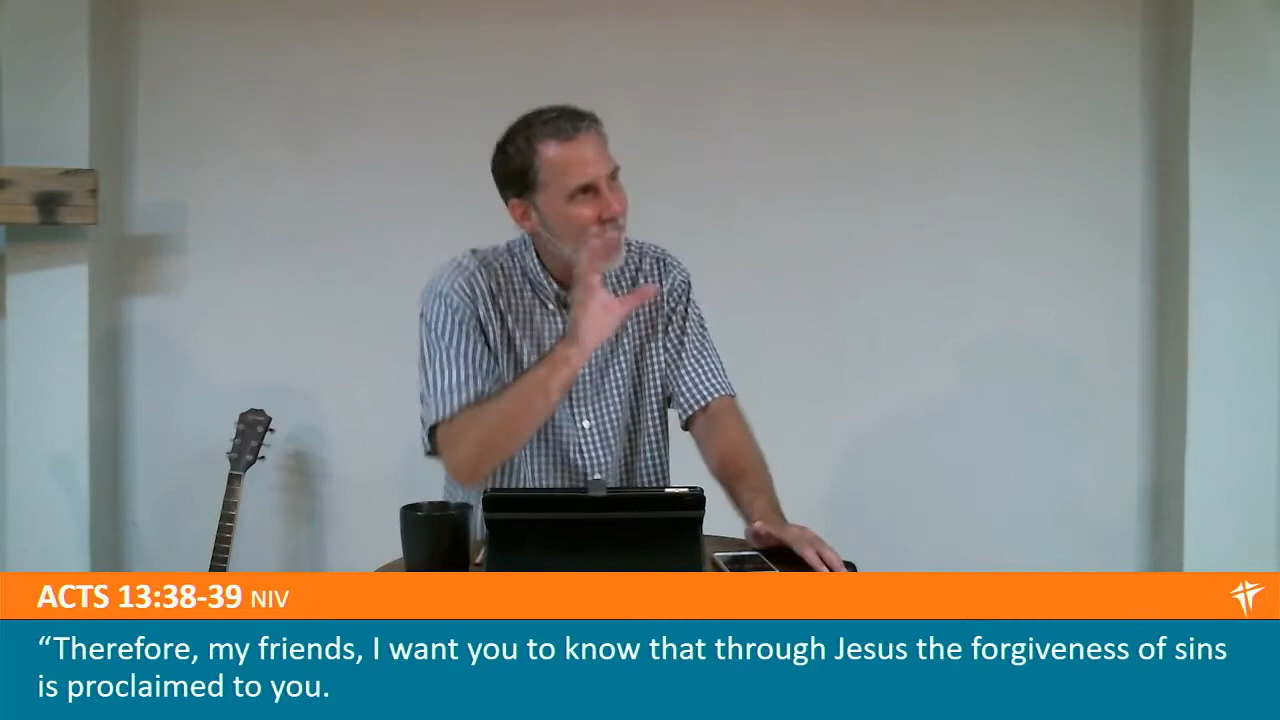 ACTS 13:38-39 NIV
“Therefore, my friends, I want you to know that through Jesus the forgiveness of sins
is proclaimed to you.